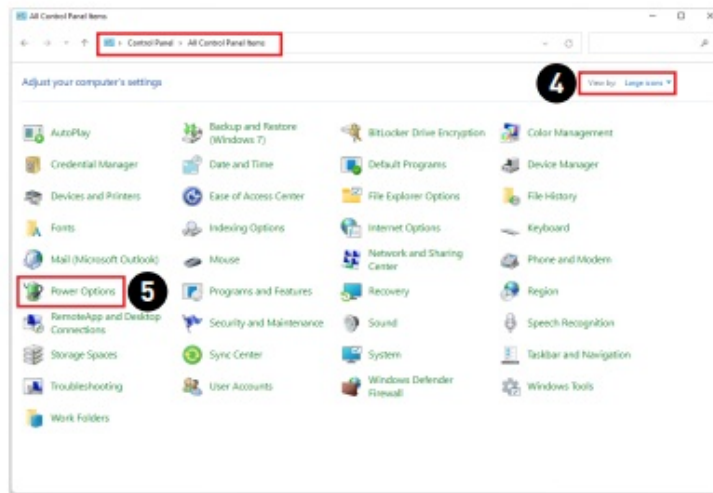 All Control Panel Items
Control Panel > All Control Panel Items
Adjust your computer's settings
4
View by: Large icons
AutoPlay
Backup and Restore
(Windows 7)
BitLocker Drive Encryption
Color Management
Credential Manager
Date and Time
Default Programs
Device Manager
Devices and Printers
Ease of Access Center
File Explorer Options
File History
Fonts
Indexing Options
Internet Options
Keyboard
Mail (Microsoft Outlook)
Mouse
Network and Sharing
Center
Phone and Modem
Power Options
5
Programs and Features
Recovery
Region
RemoteApp and Desktop
Connections
Security and Maintenance
Sound
Speech Recognition
Storage Spaces
Sync Center
System
Taskbar and Navigation
Troubleshooting
User Accounts
Windows Defender
Firewall
Windows Tools
Work Folders